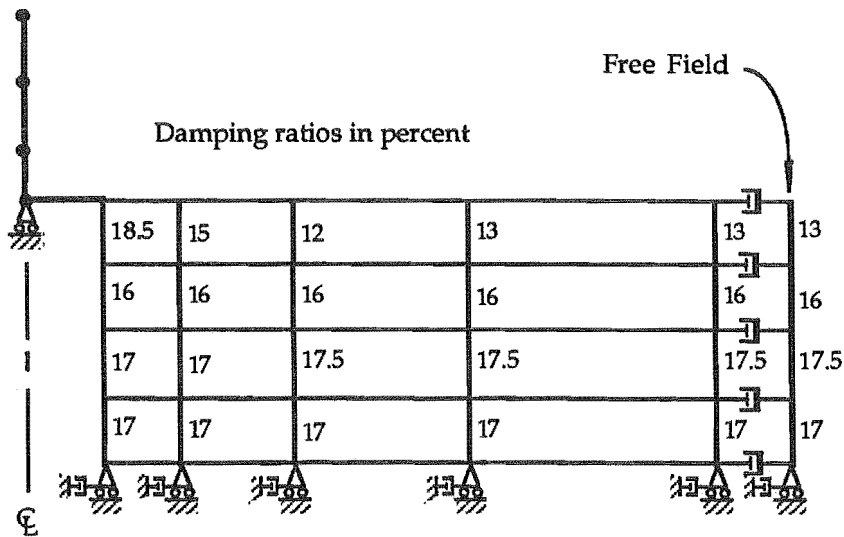 Free Field
Damping ratios in percent
18.5 15 12 13 13 13
16 16 16 16 16 16
17 17 17.5 17.5 17.5 17.5
17 17 17 17 17 17
℄